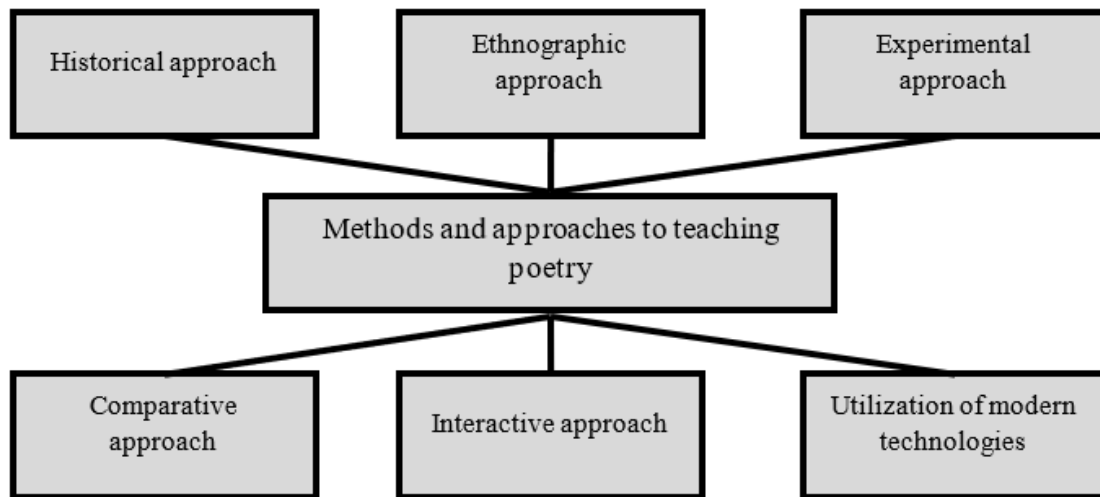 Historical approach
Ethnographic
approach
Experimental
approach
Methods and approaches to teaching
poetry
Comparative
approach
Interactive approach
Utilization of modern
technologies